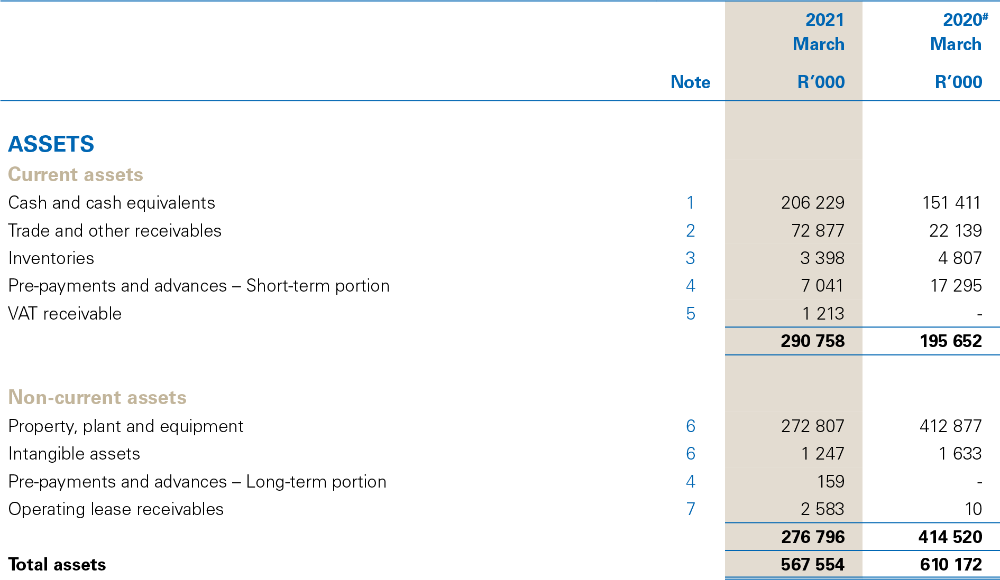 2021 2020#
March March
Note R’000 R’000
ASSETS
Current assets
Cash and cash equivalents 1 206 229 151 411
Trade and other receivables 2 72 877 22 139
Inventories 3 3 398 4 807
Pre-payments and advances – Short-term portion 4 7 041 17 295
VAT receivable 5 1 213 -
290 758 195 652
Non-current assets
Property, plant and equipment 6 272 807 412 877
Intangible assets 6 1 247 1 633
Pre-payments and advances – Long-term portion 4 159 -
Operating lease receivables 7 2 583 10
276 796 414 520
Total assets 567 554 610 172